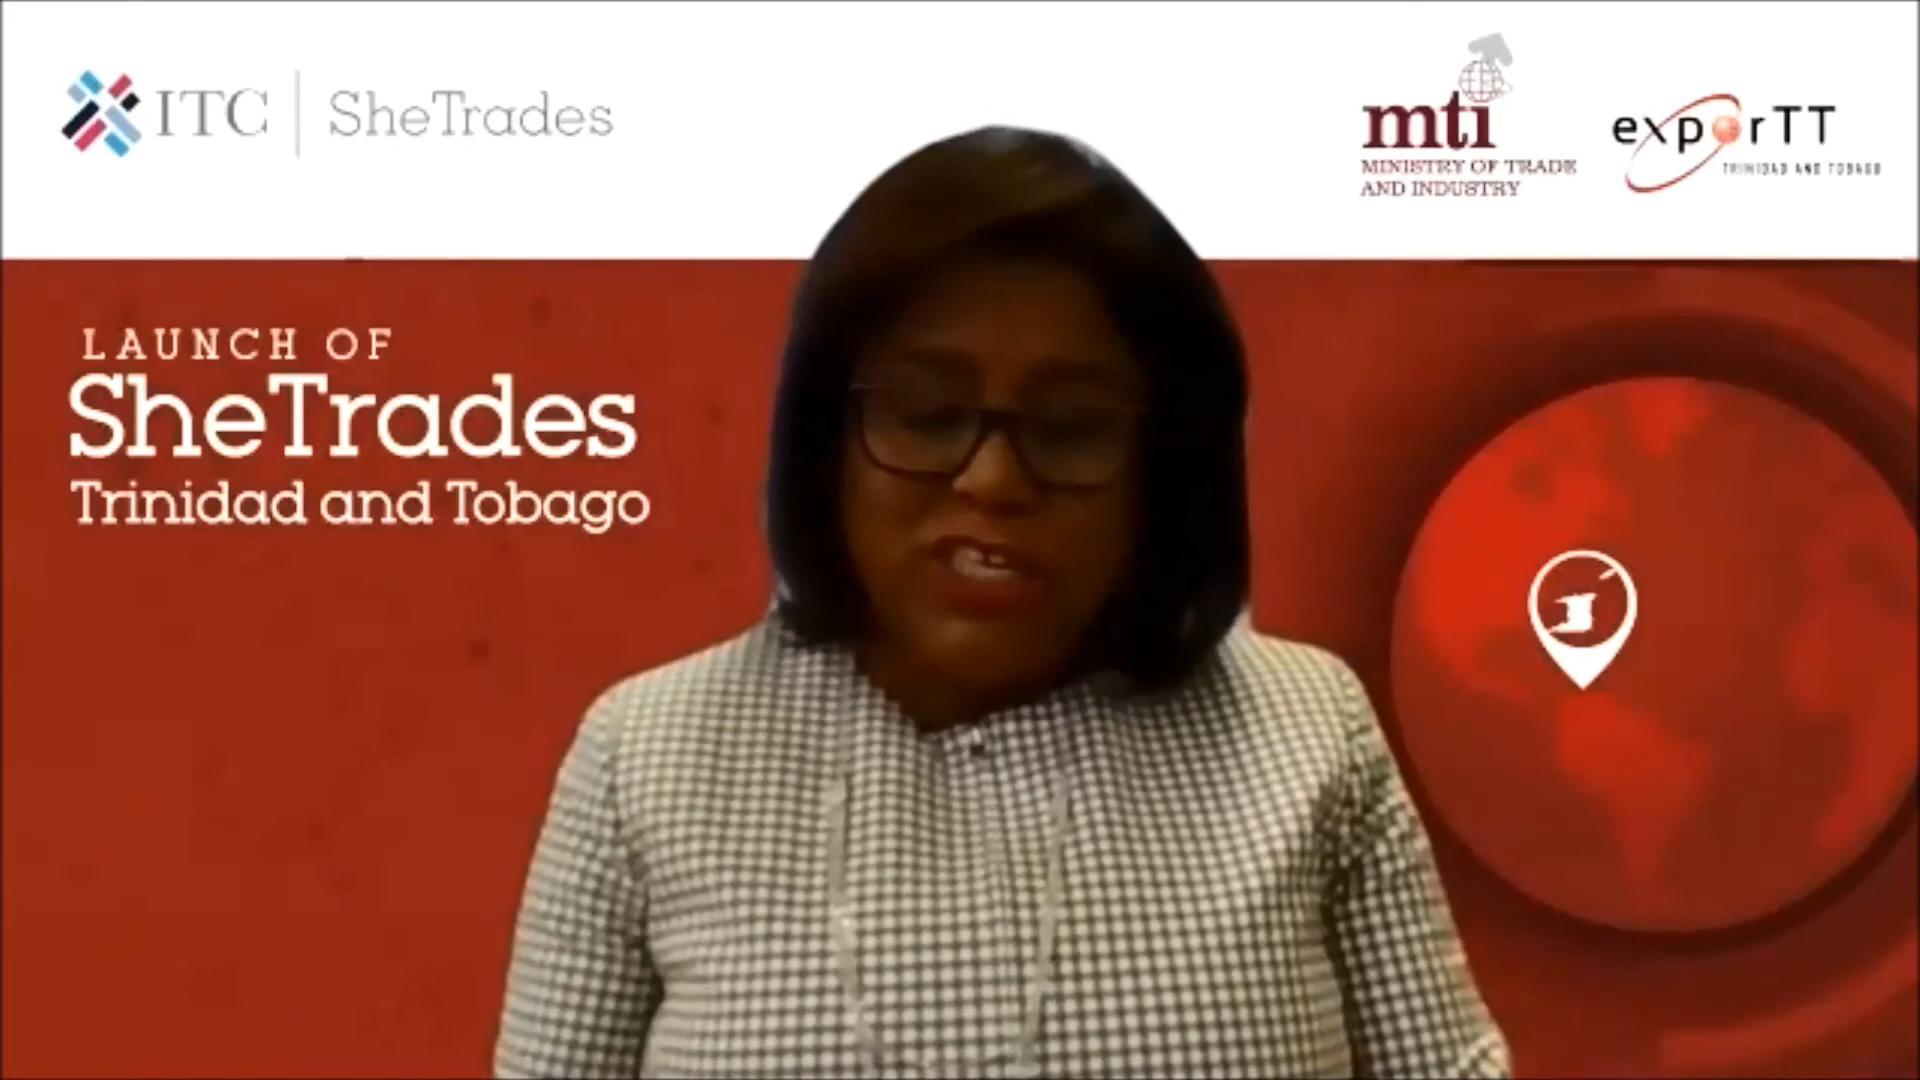 ITC | SheTrades
mti
MINISTRY OF TRADE
AND INDUSTRY
exporTT
TRINIDAD AND TOBAGO
LAUNCH OF
SheTrades
Trinidad and Tobago